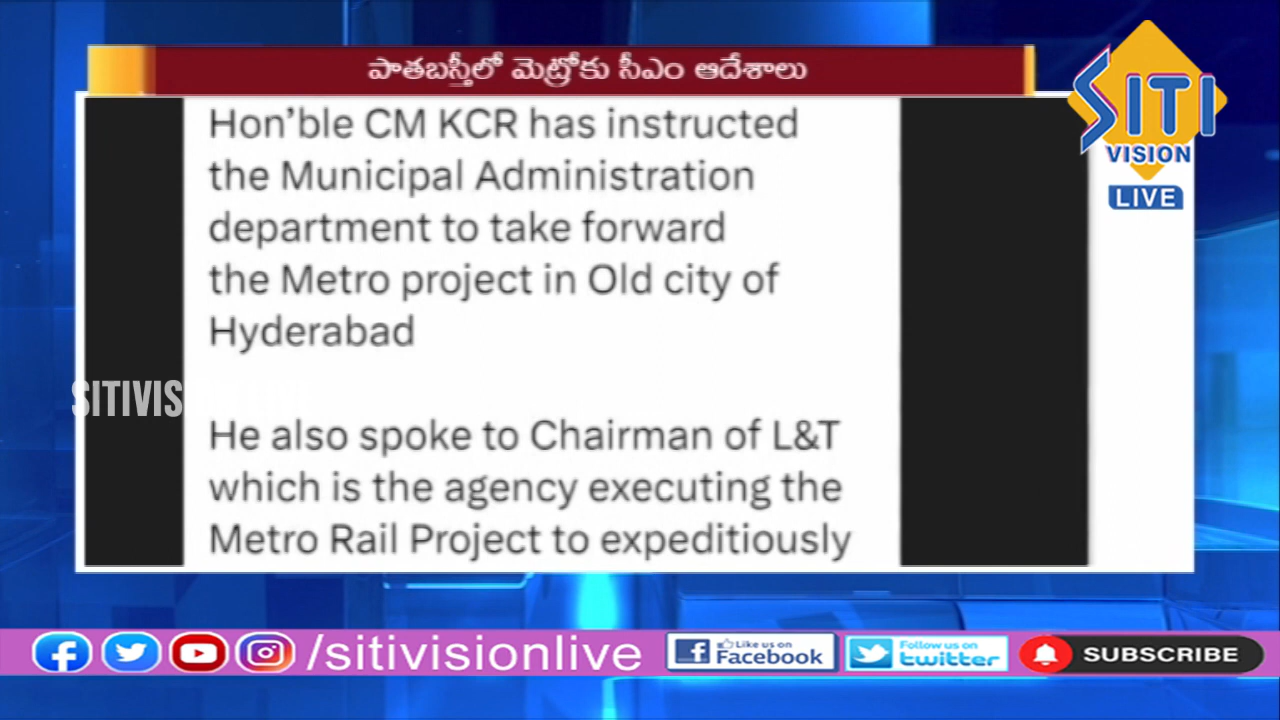 పాతబస్తీలో మెట్రోకు సీఎం ఆదేశాలు
SITI
VISION
LIVE
Hon’ble CM KCR has instructed
the Municipal Administration
department to take forward
the Metro project in Old city of
Hyderabad
SITIVIS
He also spoke to Chairman of L&T
which is the agency executing the
Metro Rail Project to expeditiously
/sitivisionlive
Like us on
Facebook
Follow us on
twitter
SUBSCRIBE